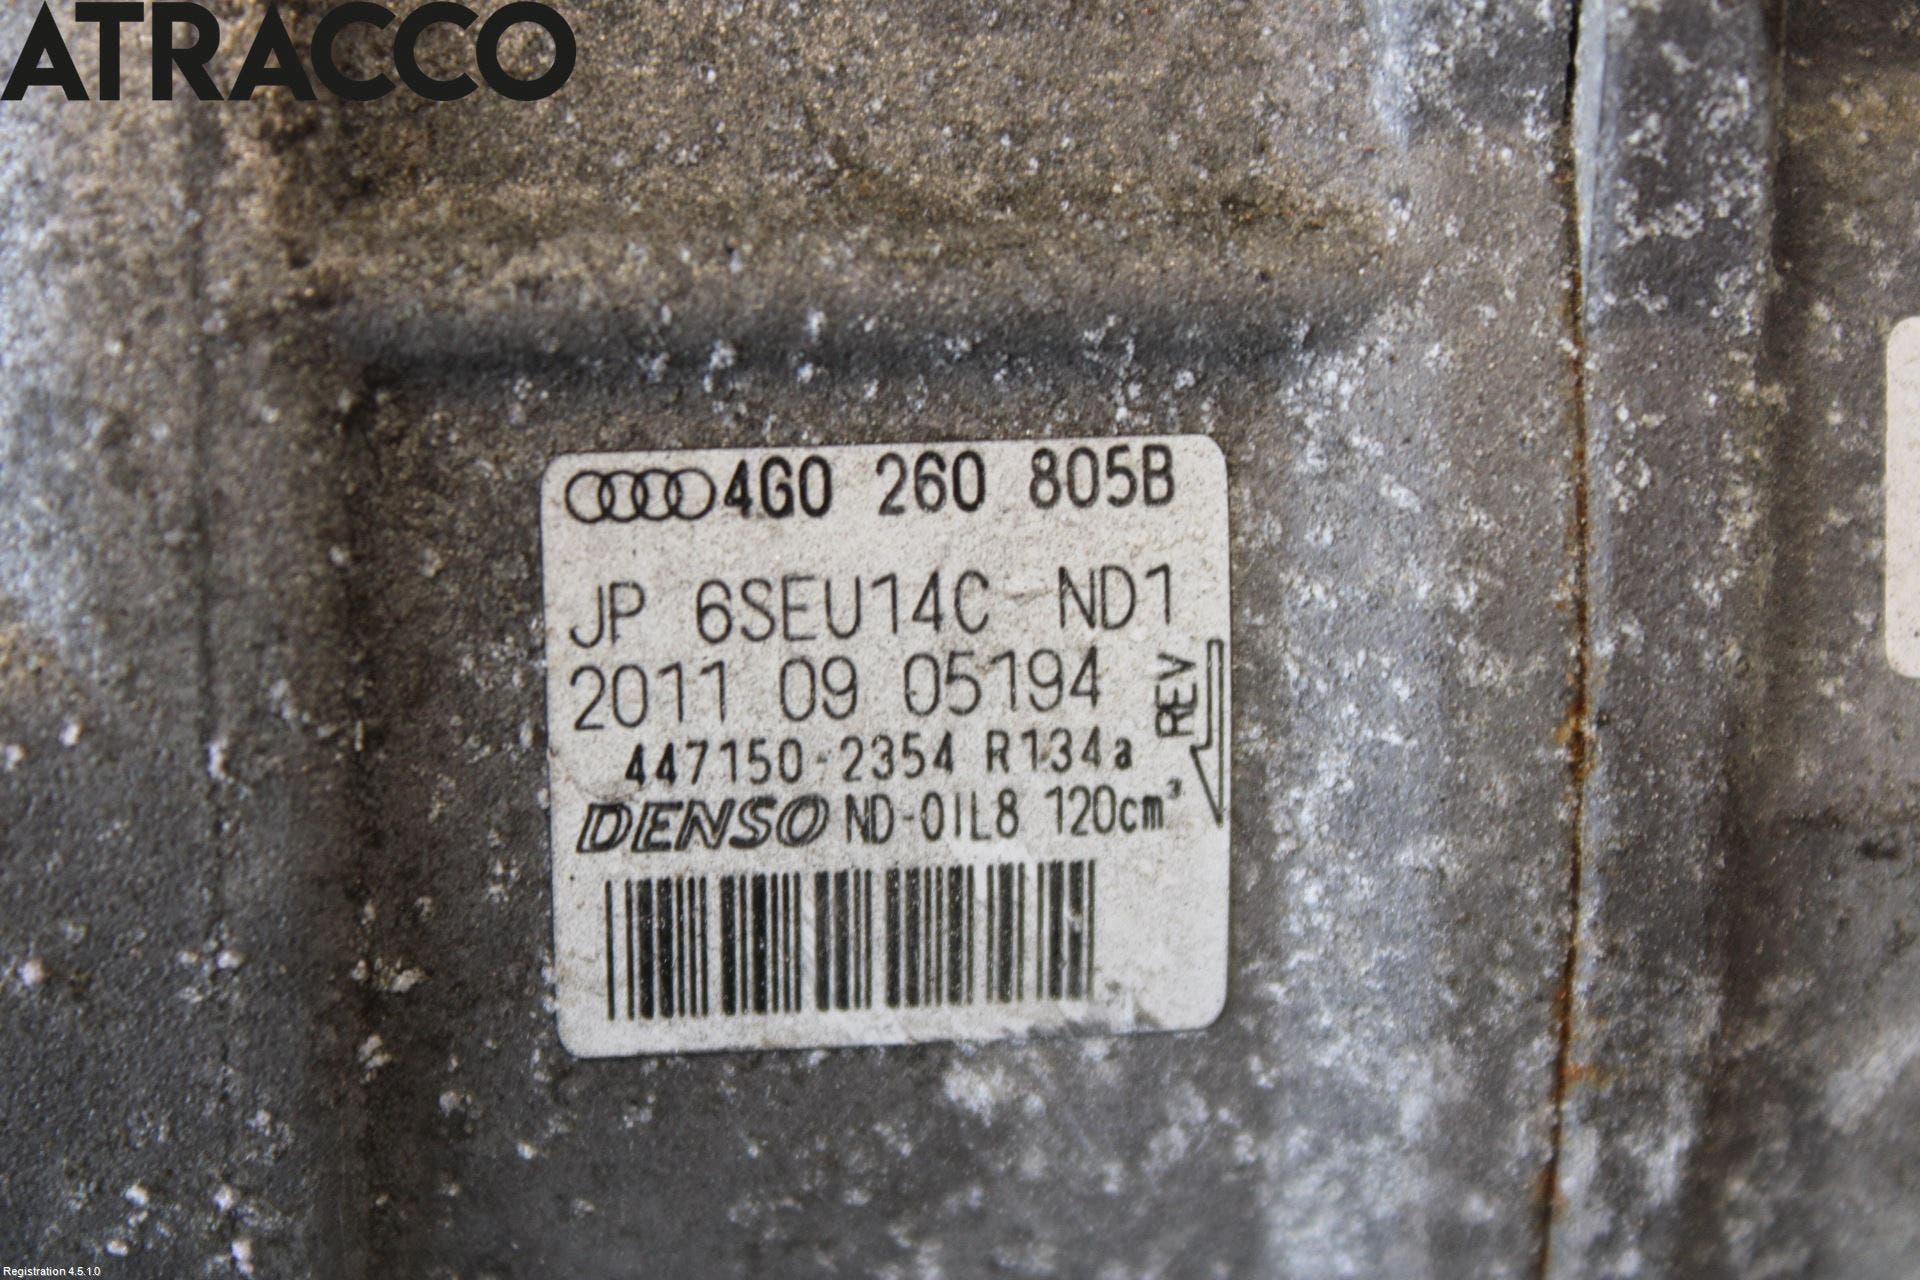 ATRACCO
4G0 260 805B
JP 6SEU14C ND1
2011 09 05194
REV
447150-2354 R134a
DENSO ND-OIL8 120cm³
Registration 4.5.1.0